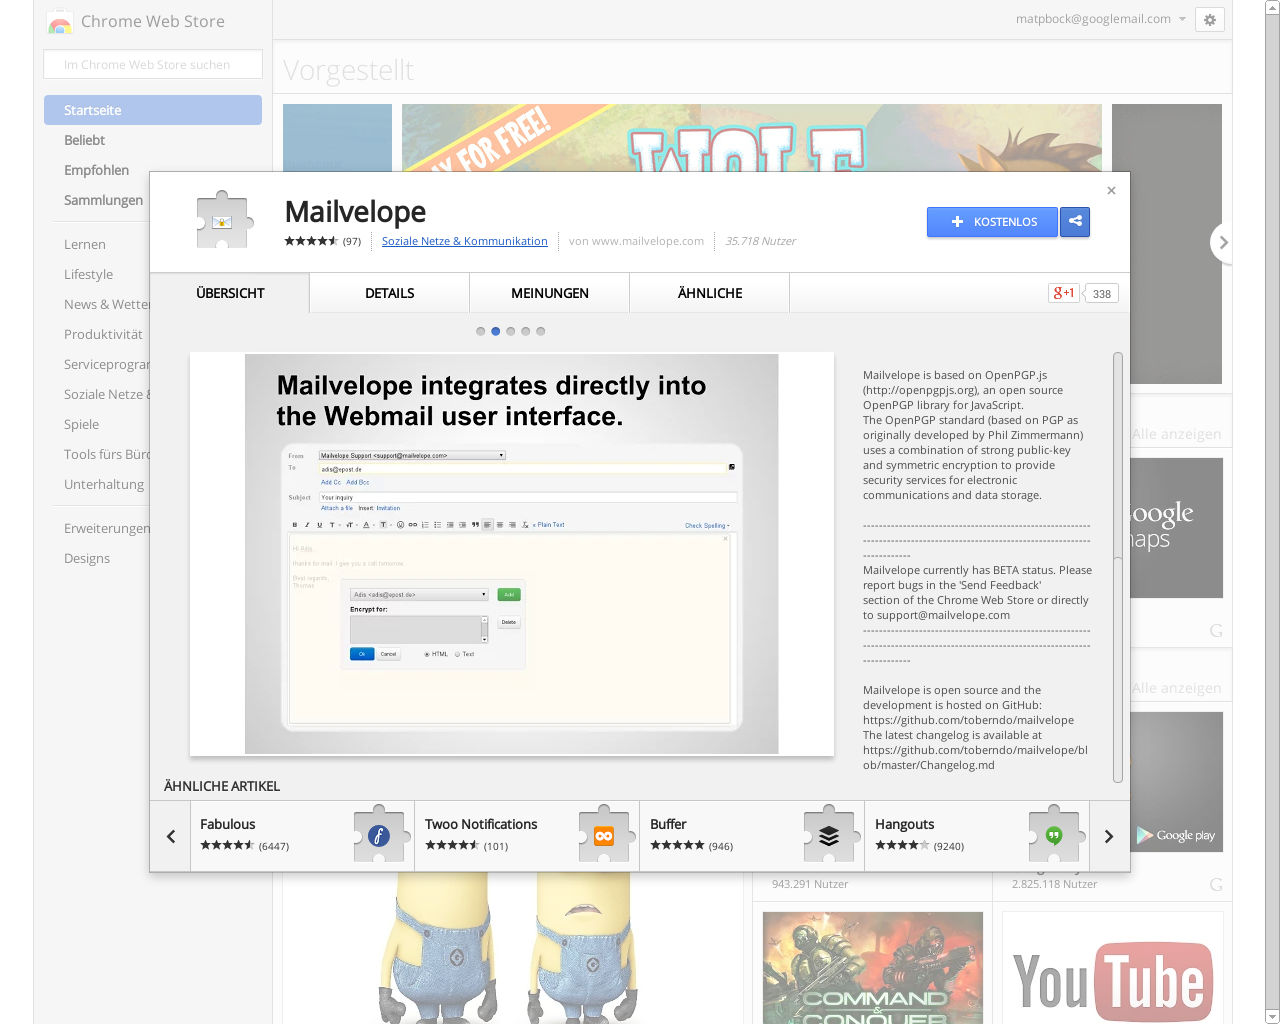 Chrome Web Store
matpbock@googlemail.com
Im Chrome Web Store suchen
Vorgestellt
Startseite
Beliebt
Empfohlen
Sammlungen
Lernen
Lifestyle
News & Wetter
Produktivität
Soziale Netze &
Spiele
Tools fürs Büro
Unterhaltung
Erweiterungen
Designs
FOR FREE!
WOLF
Mailvelope
(97)
Soziale Netze & Kommunikation
von www.mailvelope.com
35.718 Nutzer
KOSTENLOS
ÜBERSICHT
DETAILS
MEINUNGEN
ÄHNLICHE
g+1
338
Mailvelope integrates directly into
the Webmail user interface.
From
Mailvelope Support <support@mailvelope.com>
To
adis@epost.de
Add Cc Add Bcc
Subject
Your inquiry
Attach a file Insert: Invitation
« Plain Text
Check Spelling
Hi Adis,
thanks for mail. I give you a call tomorrow.
Best regards,
Thomas
Adis <adis@epost.de>
Add
Encrypt for:
Delete
Ok
Cancel
HTML
Text
Mailvelope is based on OpenPGP.js
(http://openpgpjs.org), an open source
OpenPGP library for JavaScript.
The OpenPGP standard (based on PGP as
originally developed by Phil Zimmermann)
uses a combination of strong public-key
and symmetric encryption to provide
security services for electronic
communications and data storage.
---------------------------------------------------------
---------------------------------------------------------
------------
Mailvelope currently has BETA status. Please
report bugs in the 'Send Feedback'
section of the Chrome Web Store or directly
to support@mailvelope.com
---------------------------------------------------------
---------------------------------------------------------
------------
Mailvelope is open source and the
development is hosted on GitHub:
https://github.com/toberndo/mailvelope
The latest changelog is available at
https://github.com/toberndo/mailvelope/bl
ob/master/Changelog.md
Alle anzeigen
Google
maps
G
Alle anzeigen
Google play
ÄHNLICHE ARTIKEL
Fabulous
(6447)
Twoo Notifications
(101)
Buffer
(946)
Hangouts
(9240)
943.291 Nutzer
2.825.118 Nutzer
G
COMMAND
&
CONQUER
YouTube